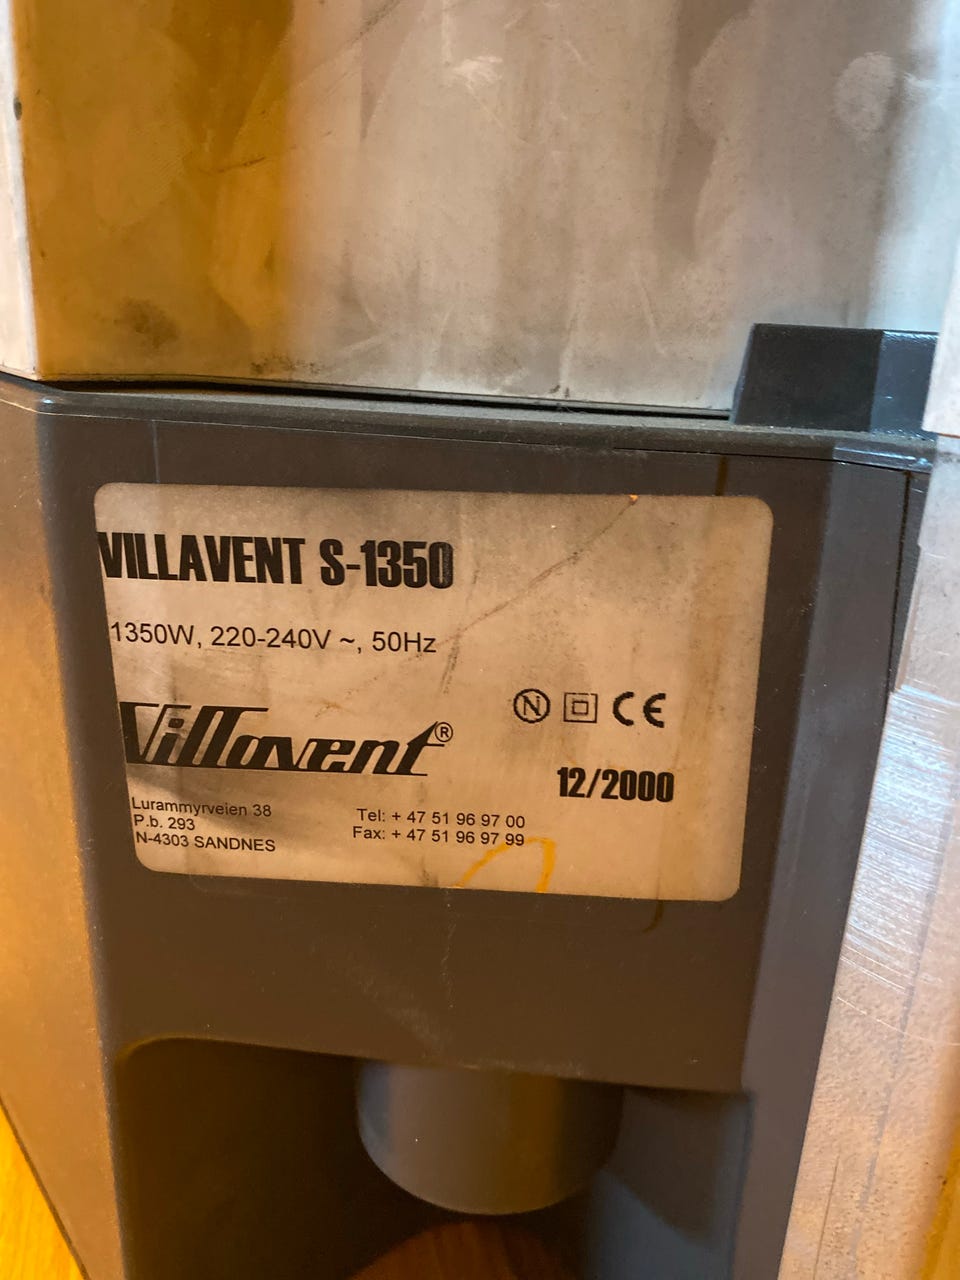 VILLAVENT S-1350
1350W, 220-240V ~, 50Hz
Villavent®
N CE
12/2000
Lurammyrveien 38
P.b. 293
N-4303 SANDNES
Tel: + 47 51 96 97 00
Fax: + 47 51 96 97 99